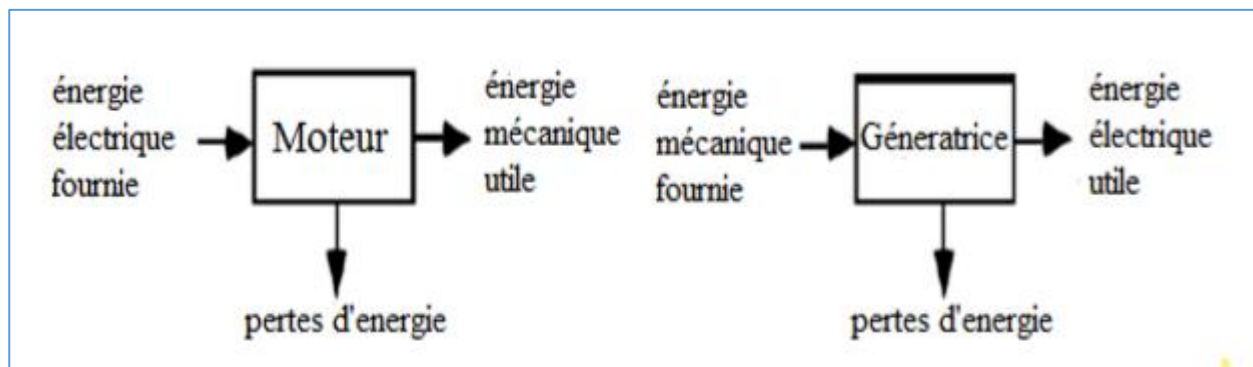 énergie
électrique
fournie
Moteur
énergie
mécanique
utile
pertes d'energie
énergie
mécanique
fournie
Géneratrice
énergie
électrique
utile
pertes d'energie